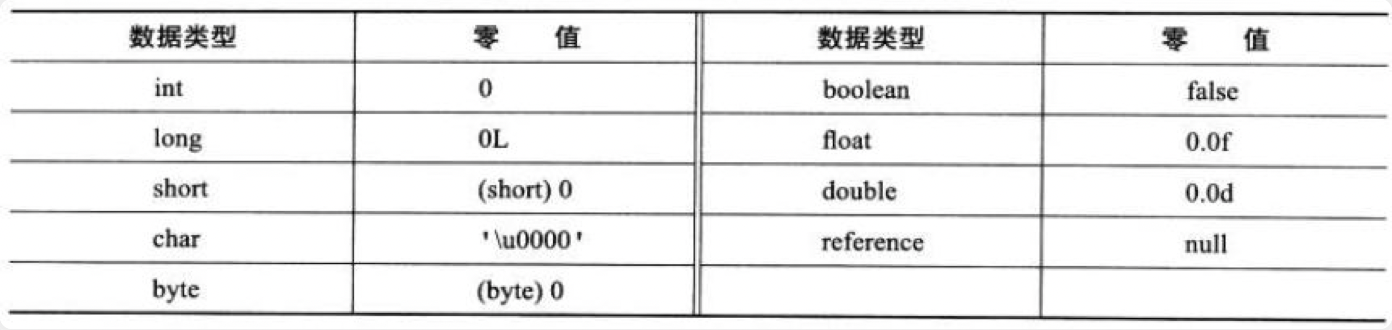 数据类型 零 值 数据类型 零 值
int 0 boolean false
long 0L float 0.0f
short (short) 0 double 0.0d
char '\u0000' reference null
byte (byte) 0